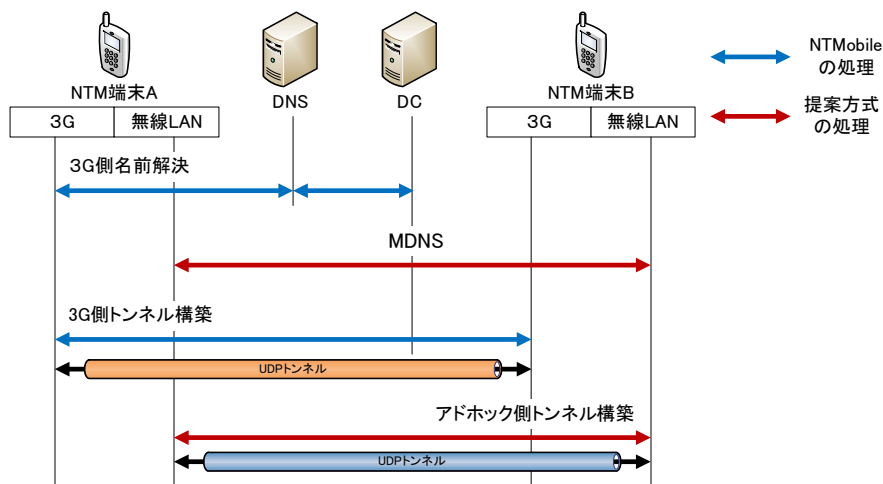 NTM端末A
DNS
DC
NTM端末B
NTMobile
の処理
3G
無線LAN
3G
無線LAN
提案方式
の処理
3G側名前解決
MDNS
3G側トンネル構築
UDPトンネル
アドホック側トンネル構築
UDPトンネル